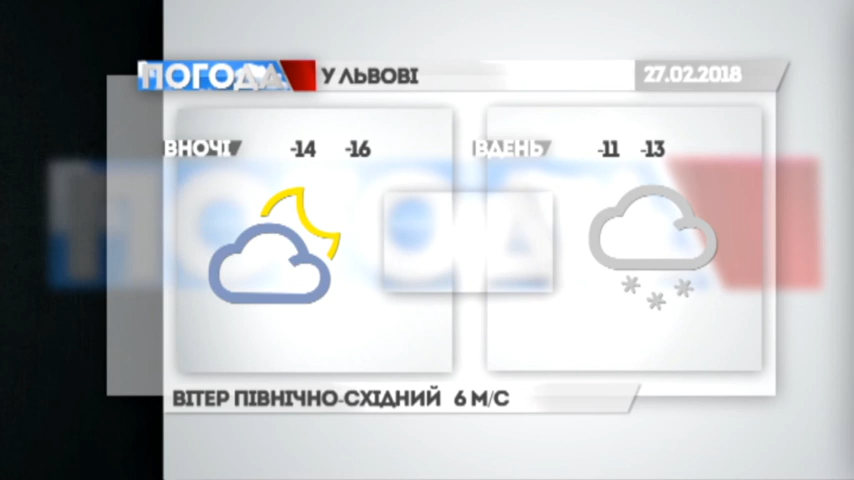 ПОГОДА У ЛЬВОВІ 27.02.2018
ВНОЧІ -14 -16
ВДЕНЬ -11 -13
ВІТЕР ПІВНІЧНО-СХІДНИЙ 6 М/С